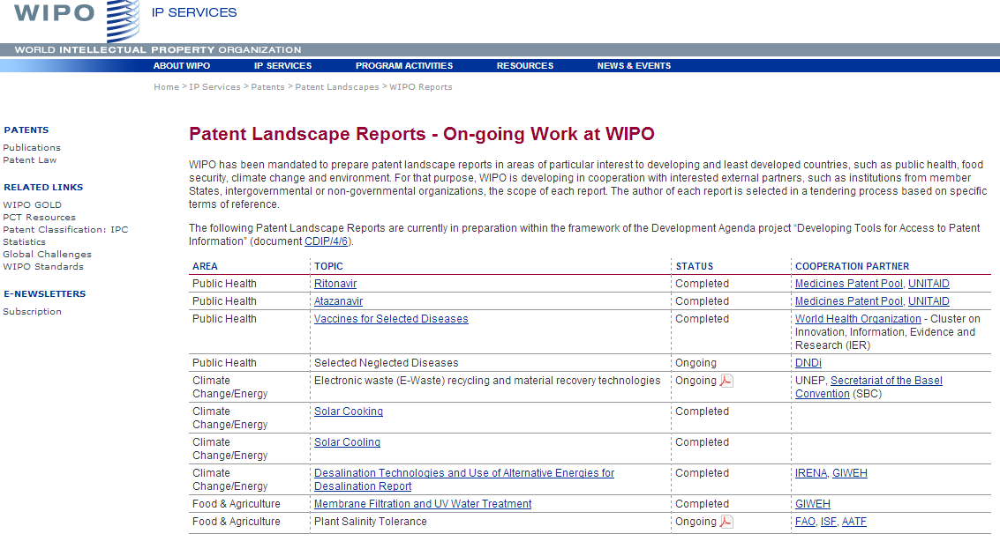 WIPO
IP SERVICES
WORLD INTELLECTUAL PROPERTY ORGANIZATION
ABOUT WIPO IP SERVICES PROGRAM ACTIVITIES RESOURCES NEWS & EVENTS
Home > IP Services > Patents > Patent Landscapes > WIPO Reports
PATENTS
Publications
Patent Law
RELATED LINKS
WIPO GOLD
PCT Resources
Patent Classification: IPC
Statistics
Global Challenges
WIPO Standards
E-NEWSLETTERS
Subscription
Patent Landscape Reports - On-going Work at WIPO
WIPO has been mandated to prepare patent landscape reports in areas of particular interest to developing and least developed countries, such as public health, food
security, climate change and environment. For that purpose, WIPO is developing in cooperation with interested external partners, such as institutions from member
States, intergovernmental or non-governmental organizations, the scope of each report. The author of each report is selected in a tendering process based on specific
terms of reference.
The following Patent Landscape Reports are currently in preparation within the framework of the Development Agenda project “Developing Tools for Access to Patent
Information” (document CDIP/4/6).
AREA TOPIC STATUS COOPERATION PARTNER
Public Health Ritonavir Completed Medicines Patent Pool, UNITAID
Public Health Atazanavir Completed Medicines Patent Pool, UNITAID
Public Health Vaccines for Selected Diseases Completed World Health Organization - Cluster on
Innovation, Information, Evidence and
Research (IER)
Public Health Selected Neglected Diseases Ongoing DNDi
Climate Electronic waste (E-Waste) recycling and material recovery technologies Ongoing UNEP, Secretariat of the Basel
Change/Energy Convention (SBC)
Climate Solar Cooking Completed
Change/Energy
Climate Solar Cooling Completed
Change/Energy
Climate Desalination Technologies and Use of Alternative Energies for Completed IRENA, GIWEH
Change/Energy Desalination Report
Food & Agriculture Membrane Filtration and UV Water Treatment Completed GIWEH
Food & Agriculture Plant Salinity Tolerance Ongoing FAO, ISF, AATF